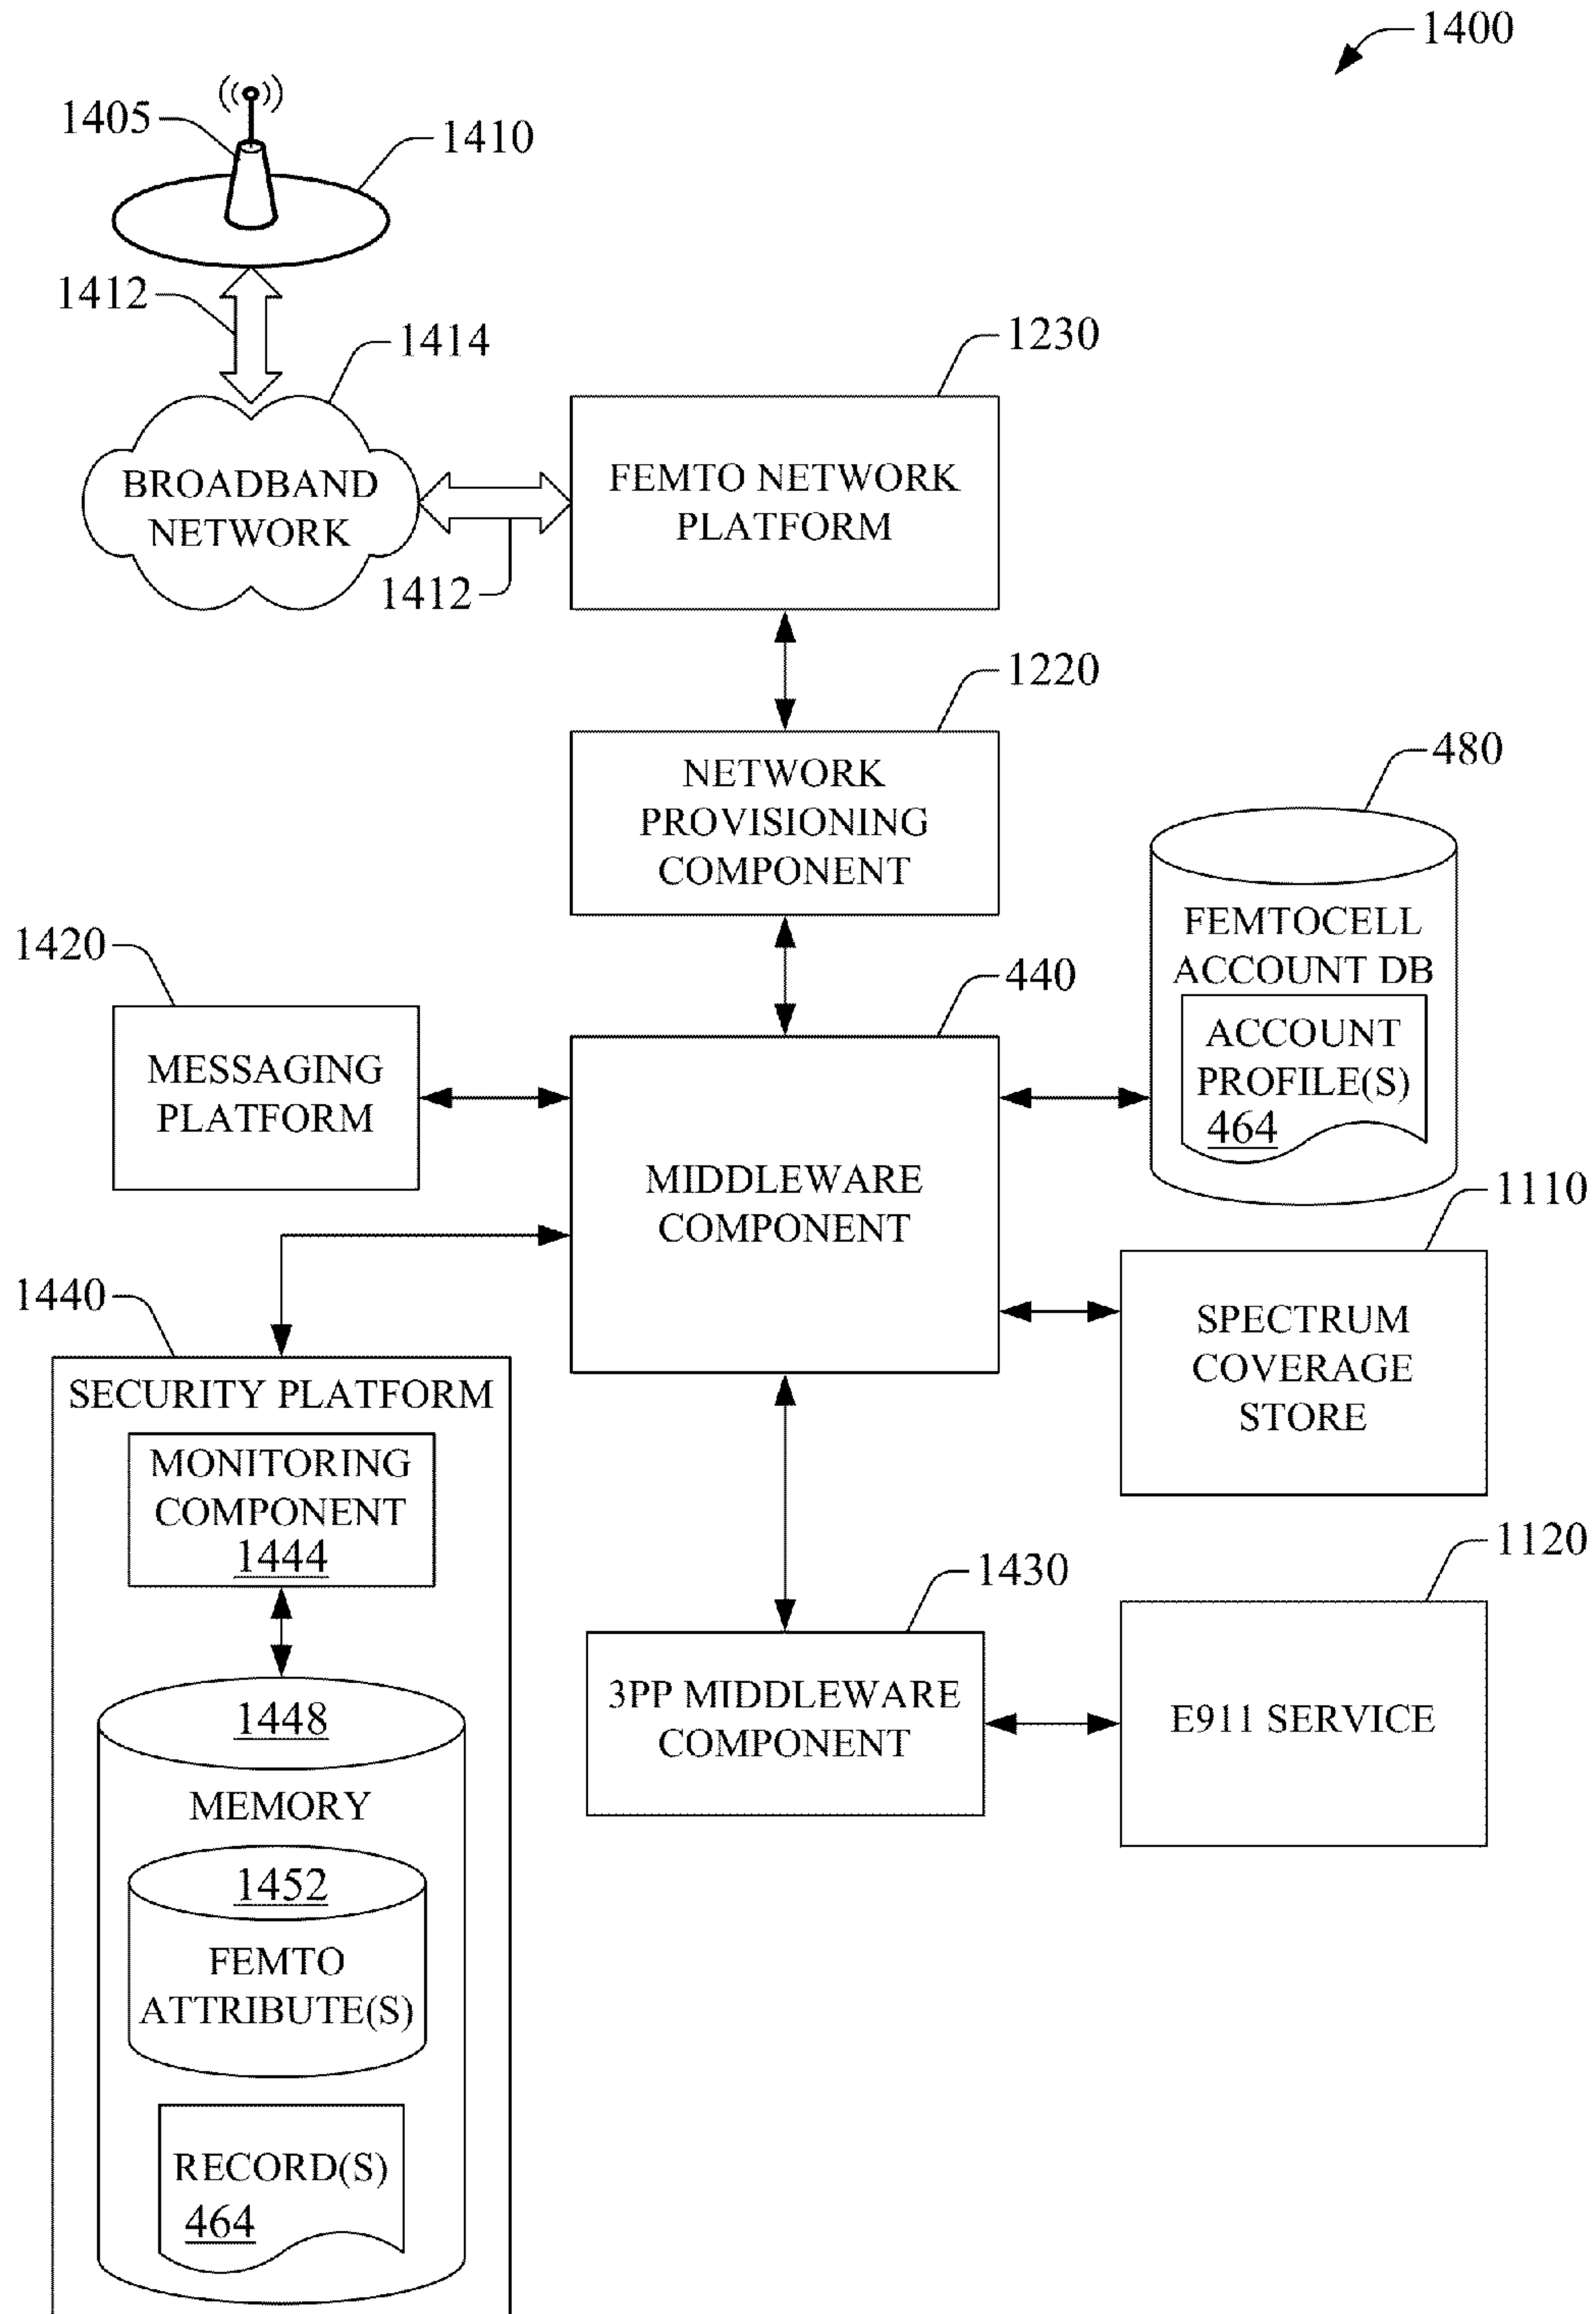 1400
1405
1410
1412
1414
BROADBAND
NETWORK
1412
1230
FEMTO NETWORK
PLATFORM
1220
NETWORK
PROVISIONING
COMPONENT
480
FEMTOCELL
ACCOUNT DB
ACCOUNT
PROFILE(S)
464
1420
MESSAGING
PLATFORM
440
MIDDLEWARE
COMPONENT
1110
SPECTRUM
COVERAGE
STORE
1440
SECURITY PLATFORM
MONITORING
COMPONENT
1444
1448
MEMORY
1452
FEMTO
ATTRIBUTE(S)
RECORD(S)
464
1430
3PP MIDDLEWARE
COMPONENT
1120
E911 SERVICE